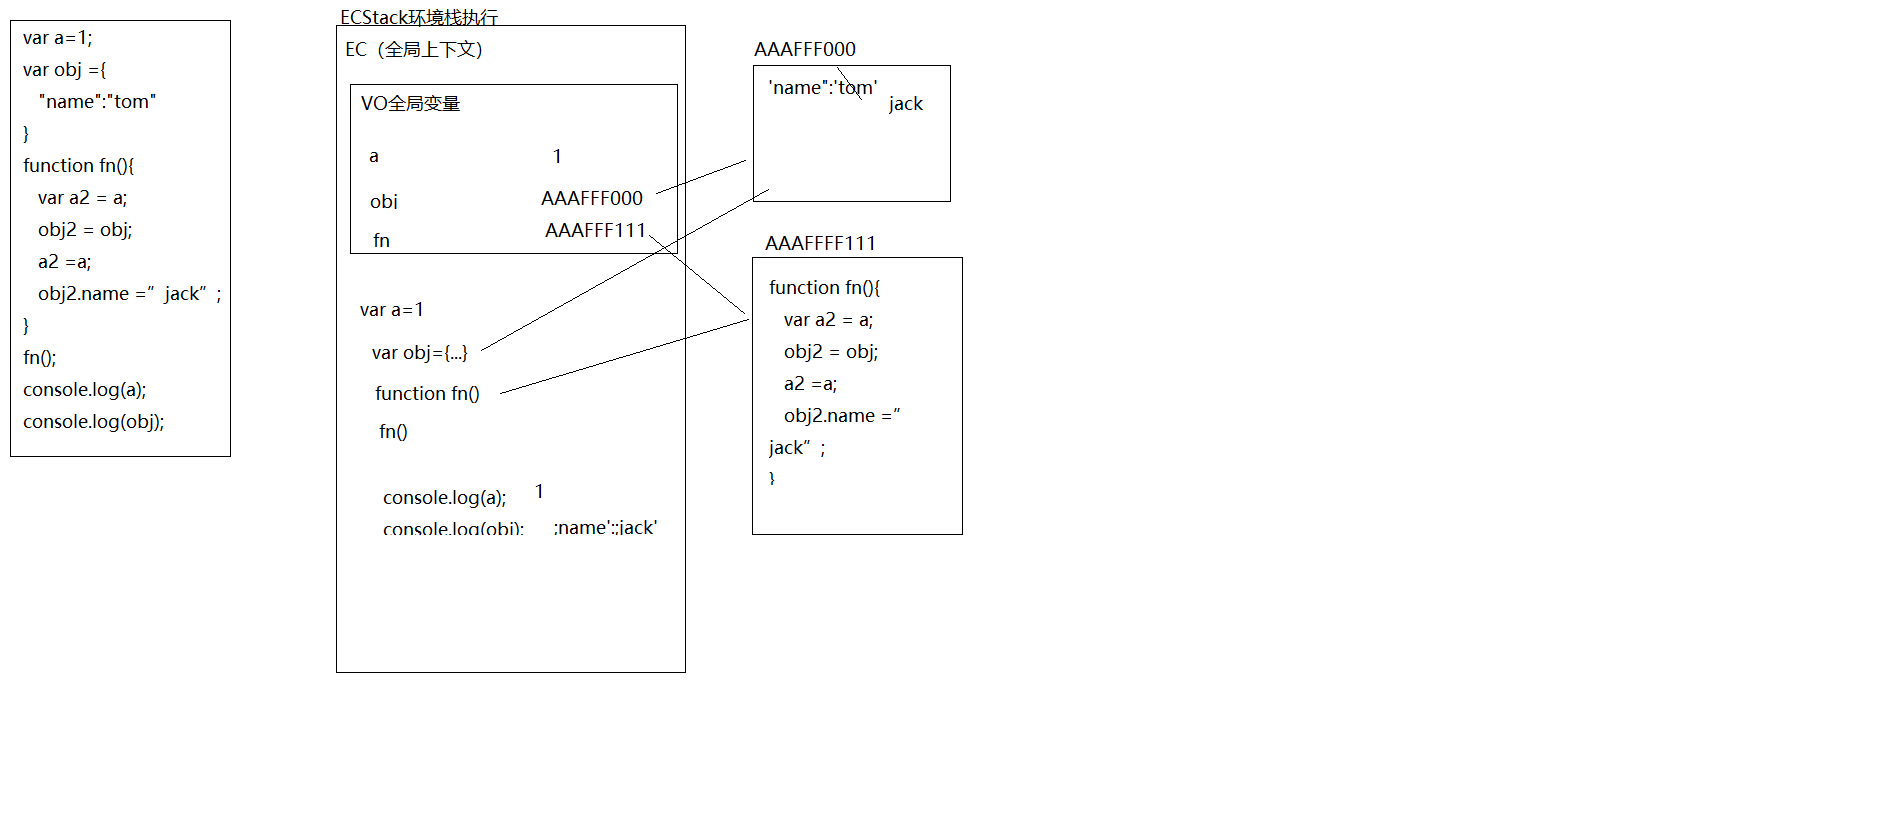 var a=1;
var obj ={
"name":"tom"
}
function fn(){
var a2 = a;
obj2 = obj;
a2 =a;
obj2.name =” jack” ;
}
fn();
console.log(a);
console.log(obj);
ECStack环境栈执行
EC（全局上下文）
VO全局变量
a 1
obj AAAFFF000
fn AAAFFF111
var a=1
var obj={...}
function fn()
fn()
console.log(a); 1
console.log(obj); ;name':;jack'
AAAFFF000
'name":'tom'
jack
AAAFFFF111
function fn(){
var a2 = a;
obj2 = obj;
a2 =a;
obj2.name =”
jack” ;
}